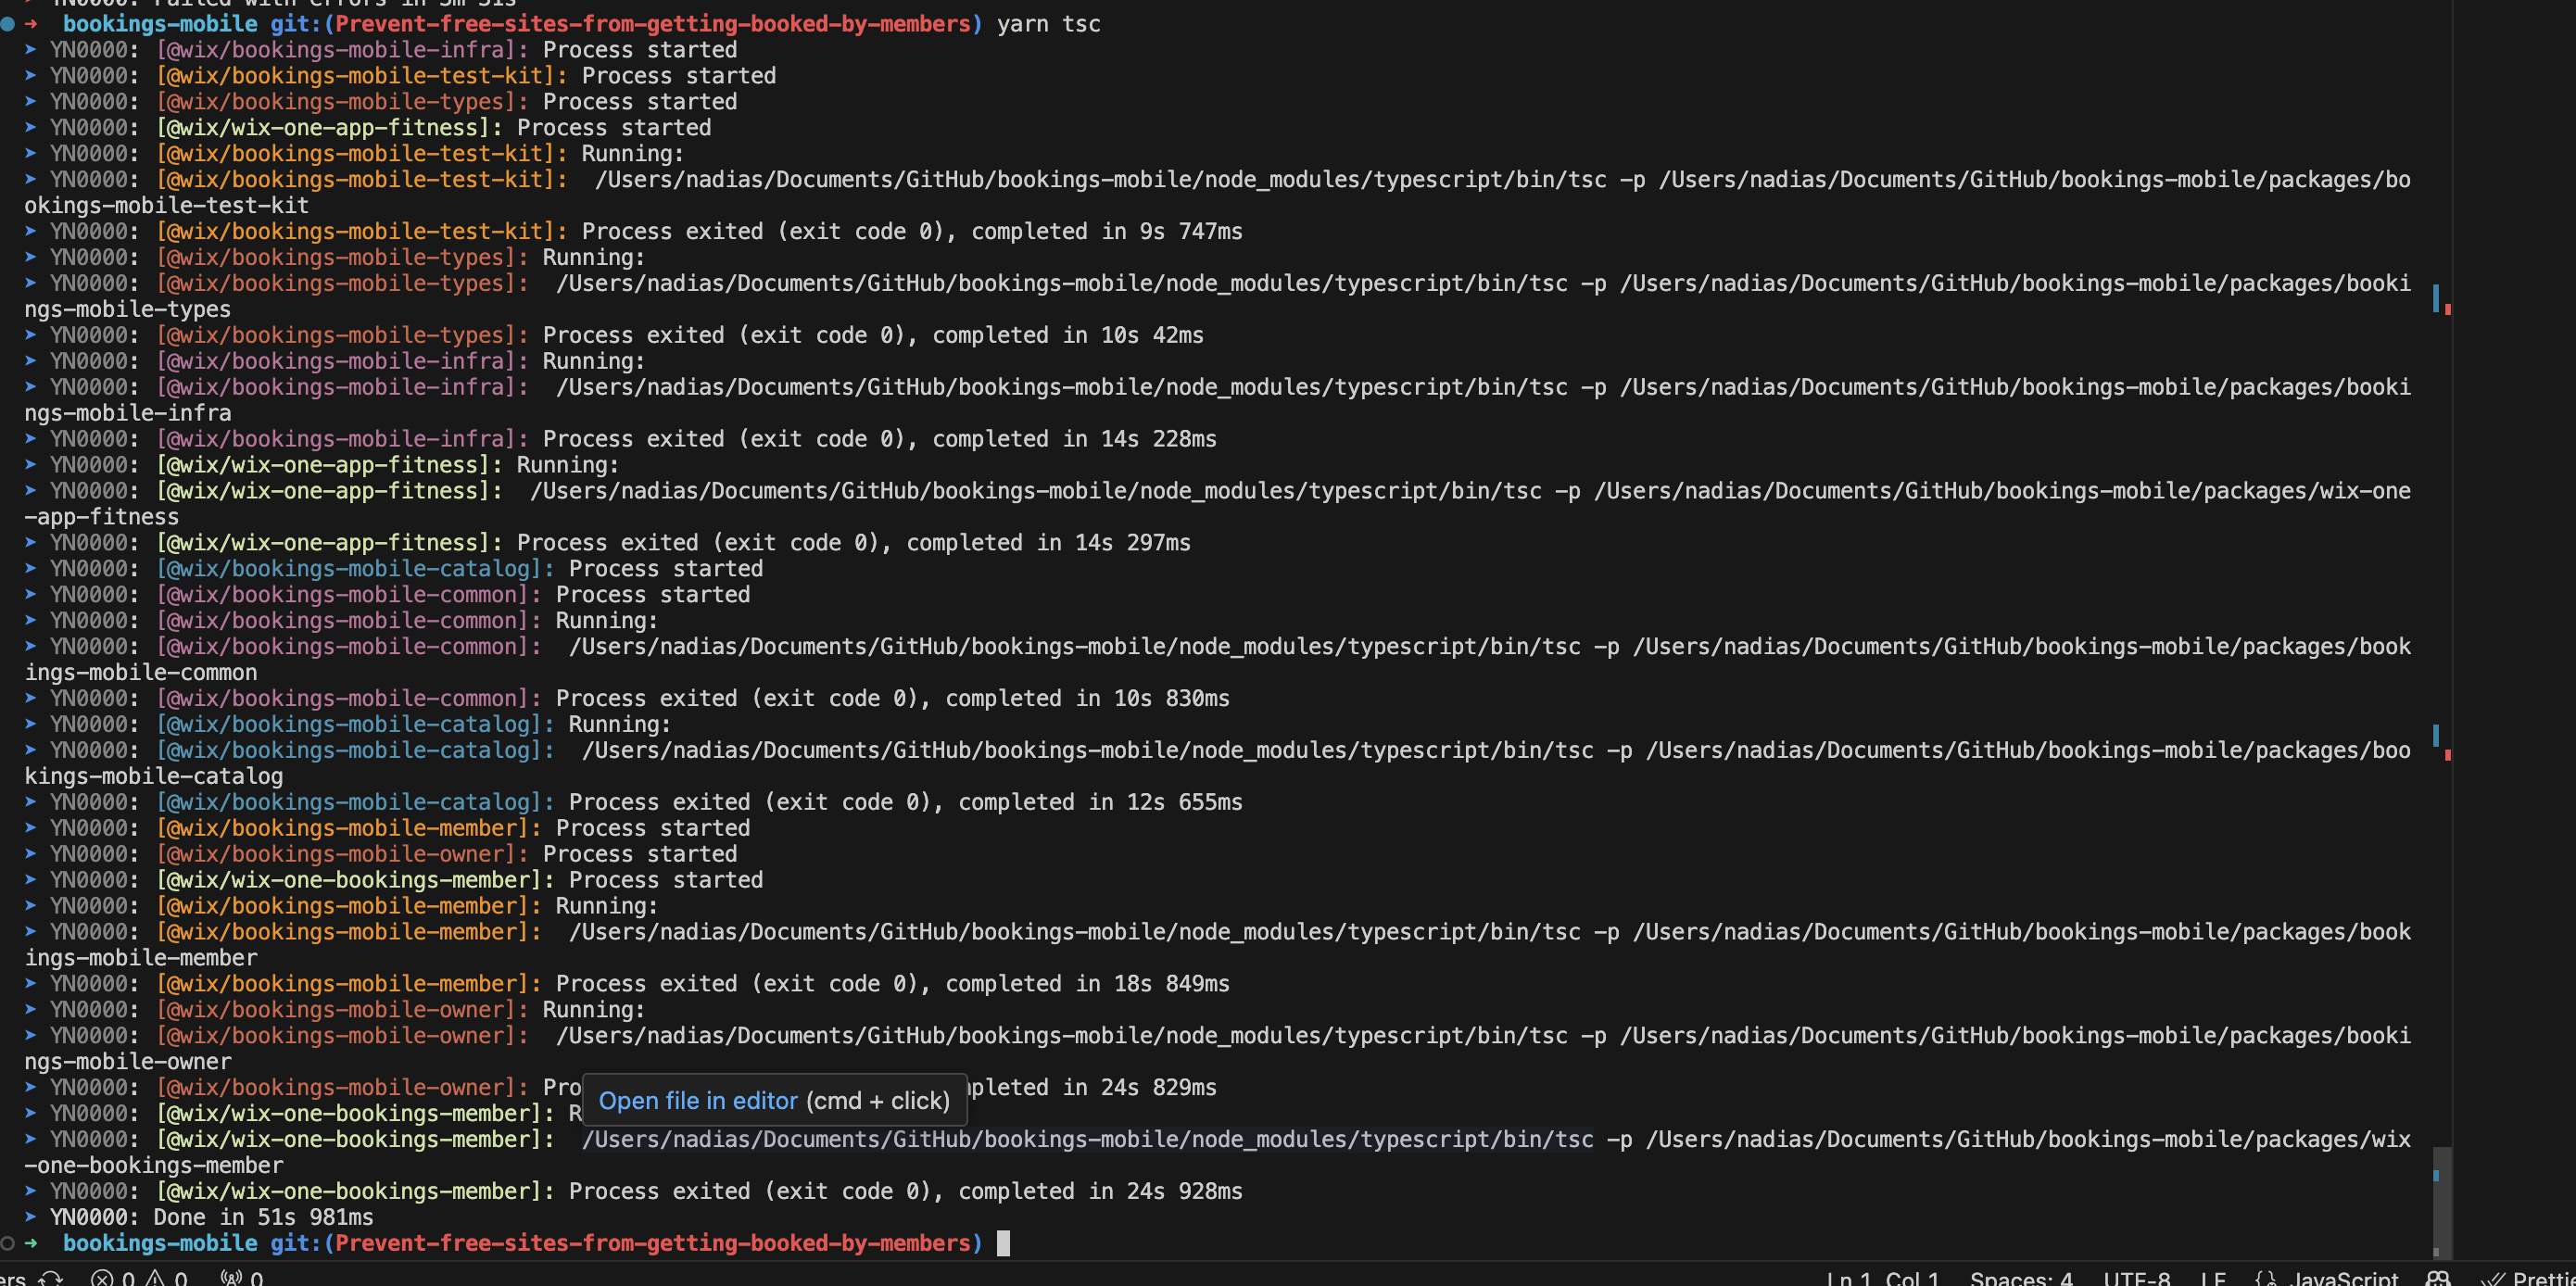 YN0000: Failed with errors in 3m 31s
➜  bookings-mobile git:(Prevent-free-sites-from-getting-booked-by-members) yarn tsc
➤ YN0000: [@wix/bookings-mobile-infra]: Process started
➤ YN0000: [@wix/bookings-mobile-test-kit]: Process started
➤ YN0000: [@wix/bookings-mobile-types]: Process started
➤ YN0000: [@wix/wix-one-app-fitness]: Process started
➤ YN0000: [@wix/bookings-mobile-test-kit]: Running:
➤ YN0000: [@wix/bookings-mobile-test-kit]:  /Users/nadias/Documents/GitHub/bookings-mobile/node_modules/typescript/bin/tsc -p /Users/nadias/Documents/GitHub/bookings-mobile/packages/bo
okings-mobile-test-kit
➤ YN0000: [@wix/bookings-mobile-test-kit]: Process exited (exit code 0), completed in 9s 747ms
➤ YN0000: [@wix/bookings-mobile-types]: Running:
➤ YN0000: [@wix/bookings-mobile-types]:  /Users/nadias/Documents/GitHub/bookings-mobile/node_modules/typescript/bin/tsc -p /Users/nadias/Documents/GitHub/bookings-mobile/packages/booki
ngs-mobile-types
➤ YN0000: [@wix/bookings-mobile-types]: Process exited (exit code 0), completed in 10s 42ms
➤ YN0000: [@wix/bookings-mobile-infra]: Running:
➤ YN0000: [@wix/bookings-mobile-infra]:  /Users/nadias/Documents/GitHub/bookings-mobile/node_modules/typescript/bin/tsc -p /Users/nadias/Documents/GitHub/bookings-mobile/packages/booki
ngs-mobile-infra
➤ YN0000: [@wix/bookings-mobile-infra]: Process exited (exit code 0), completed in 14s 228ms
➤ YN0000: [@wix/wix-one-app-fitness]: Running:
➤ YN0000: [@wix/wix-one-app-fitness]:  /Users/nadias/Documents/GitHub/bookings-mobile/node_modules/typescript/bin/tsc -p /Users/nadias/Documents/GitHub/bookings-mobile/packages/wix-one
-app-fitness
➤ YN0000: [@wix/wix-one-app-fitness]: Process exited (exit code 0), completed in 14s 297ms
➤ YN0000: [@wix/bookings-mobile-catalog]: Process started
➤ YN0000: [@wix/bookings-mobile-common]: Process started
➤ YN0000: [@wix/bookings-mobile-common]: Running:
➤ YN0000: [@wix/bookings-mobile-common]:  /Users/nadias/Documents/GitHub/bookings-mobile/node_modules/typescript/bin/tsc -p /Users/nadias/Documents/GitHub/bookings-mobile/packages/book
ings-mobile-common
➤ YN0000: [@wix/bookings-mobile-common]: Process exited (exit code 0), completed in 10s 830ms
➤ YN0000: [@wix/bookings-mobile-catalog]: Running:
➤ YN0000: [@wix/bookings-mobile-catalog]:  /Users/nadias/Documents/GitHub/bookings-mobile/node_modules/typescript/bin/tsc -p /Users/nadias/Documents/GitHub/bookings-mobile/packages/boo
kings-mobile-catalog
➤ YN0000: [@wix/bookings-mobile-catalog]: Process exited (exit code 0), completed in 12s 655ms
➤ YN0000: [@wix/bookings-mobile-member]: Process started
➤ YN0000: [@wix/bookings-mobile-owner]: Process started
➤ YN0000: [@wix/wix-one-bookings-member]: Process started
➤ YN0000: [@wix/bookings-mobile-member]: Running:
➤ YN0000: [@wix/bookings-mobile-member]:  /Users/nadias/Documents/GitHub/bookings-mobile/node_modules/typescript/bin/tsc -p /Users/nadias/Documents/GitHub/bookings-mobile/packages/book
ings-mobile-member
➤ YN0000: [@wix/bookings-mobile-member]: Process exited (exit code 0), completed in 18s 849ms
➤ YN0000: [@wix/bookings-mobile-owner]: Running:
➤ YN0000: [@wix/bookings-mobile-owner]:  /Users/nadias/Documents/GitHub/bookings-mobile/node_modules/typescript/bin/tsc -p /Users/nadias/Documents/GitHub/bookings-mobile/packages/booki
ngs-mobile-owner
➤ YN0000: [@wix/bookings-mobile-owner]: Pro mpleted in 24s 829ms
Open file in editor (cmd + click)
➤ YN0000: [@wix/wix-one-bookings-member]: R
➤ YN0000: [@wix/wix-one-bookings-member]:  /Users/nadias/Documents/GitHub/bookings-mobile/node_modules/typescript/bin/tsc -p /Users/nadias/Documents/GitHub/bookings-mobile/packages/wix
-one-bookings-member
➤ YN0000: [@wix/wix-one-bookings-member]: Process exited (exit code 0), completed in 24s 928ms
➤ YN0000: Done in 51s 981ms
➜  bookings-mobile git:(Prevent-free-sites-from-getting-booked-by-members)
ers 0 0 0 Ln 1, Col 1 Spaces: 4 UTF-8 LF {} JavaScript Pretti